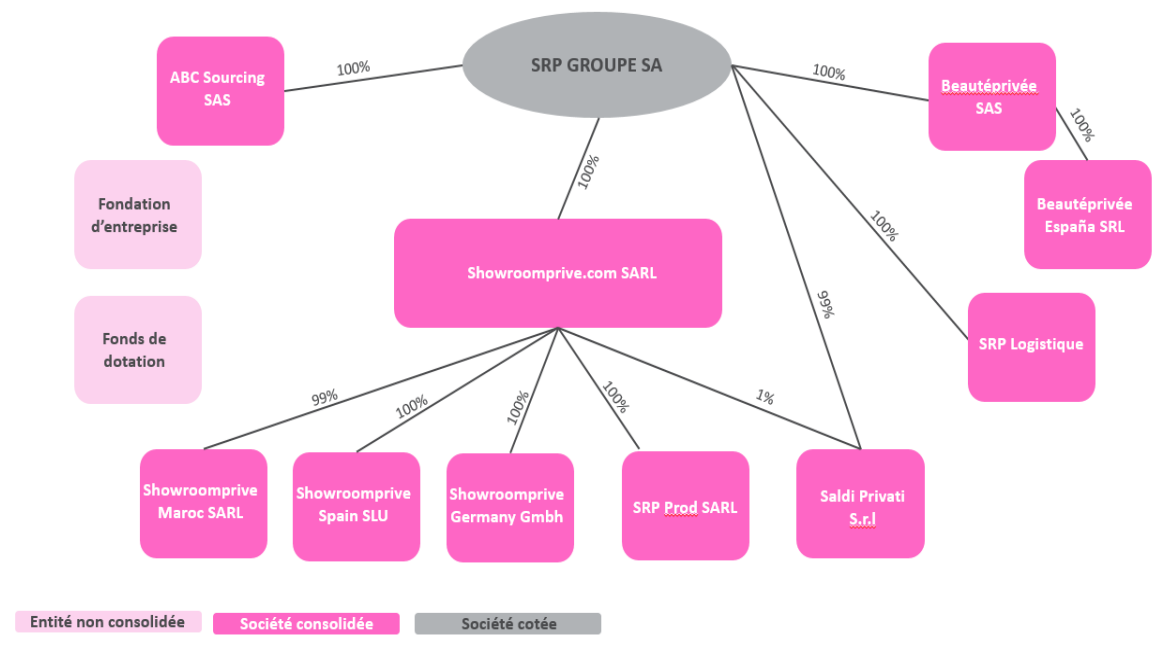 SRP GROUPE SA
ABC Sourcing
SAS
100%
100%
100%
Beautéprivée
SAS
100%
Beautéprivée
España SRL
Fondation
d'entreprise
100%
99%
Showroomprive.com SARL
SRP Logistique
Fonds de
dotation
99%
100%
100%
100%
1%
Showroomprive
Maroc SARL
Showroomprive
Spain SLU
Showroomprive
Germany Gmbh
SRP Prod SARL
Saldi Privati
S.r.l
Entité non consolidée
Société consolidée
Société cotée